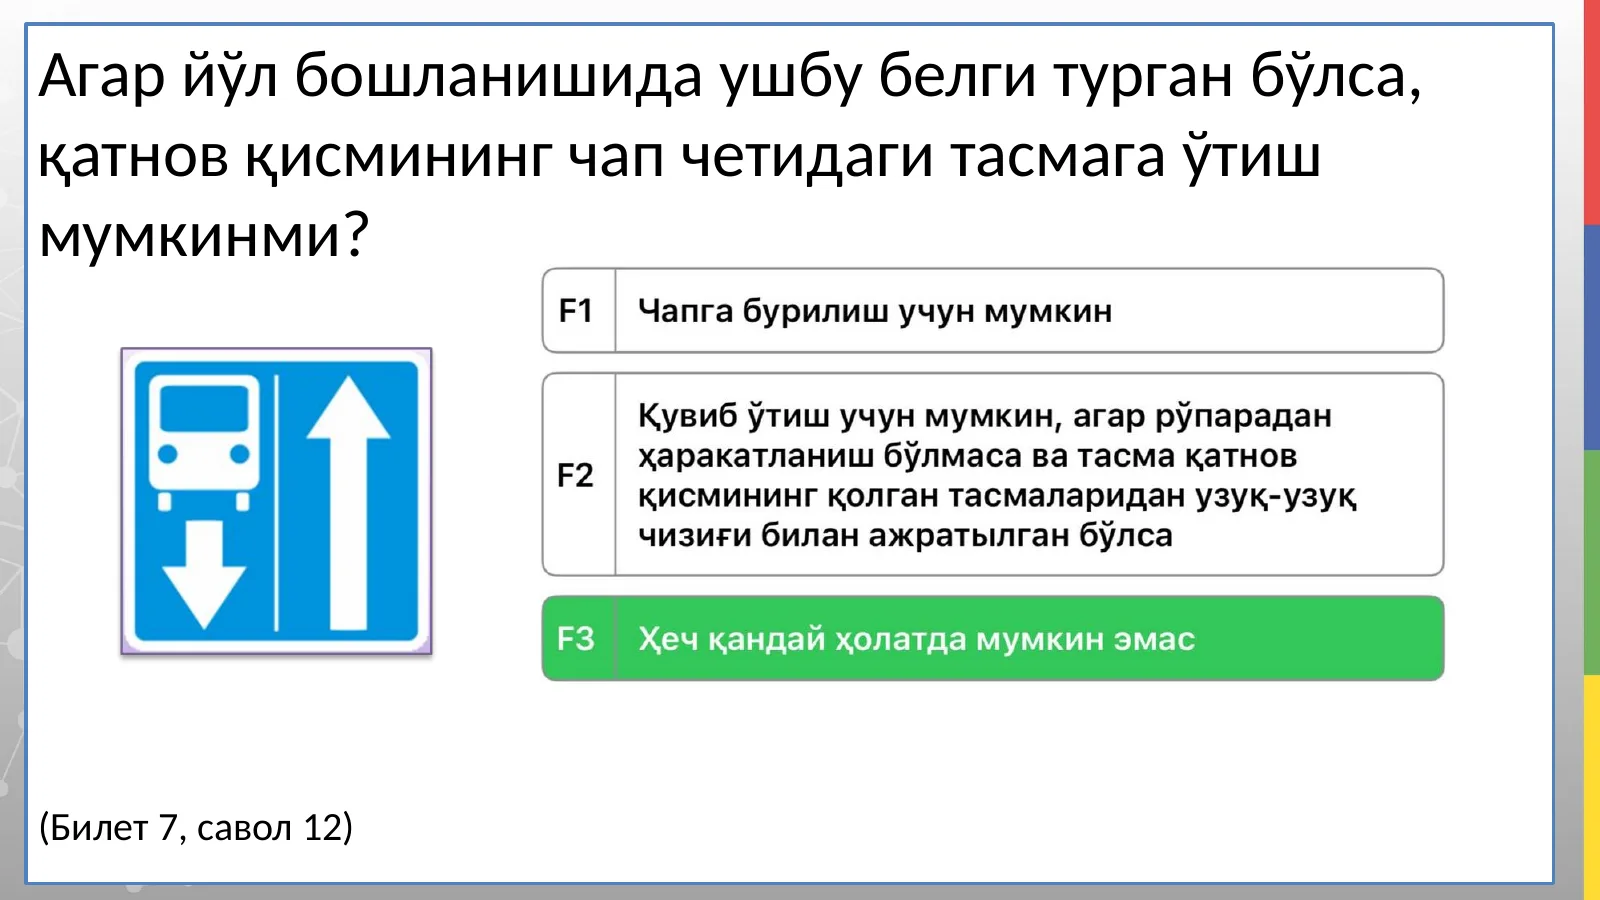 Агар йўл бошланишида ушбу белги турган бўлса,
қатнов қисмининг чап четидаги тасмага ўтиш
мумкинми?
F1 Чапга бурилиш учун мумкин
F2 Қувиб ўтиш учун мумкин, агар рўпарадан
ҳаракатланиш бўлмаса ва тасма қатнов
қисмининг қолган тасмаларидан узуқ-узуқ
чизиғи билан ажратылган бўлса
F3 Ҳеч қандай ҳолатда мумкин эмас
(Билет 7, савол 12)